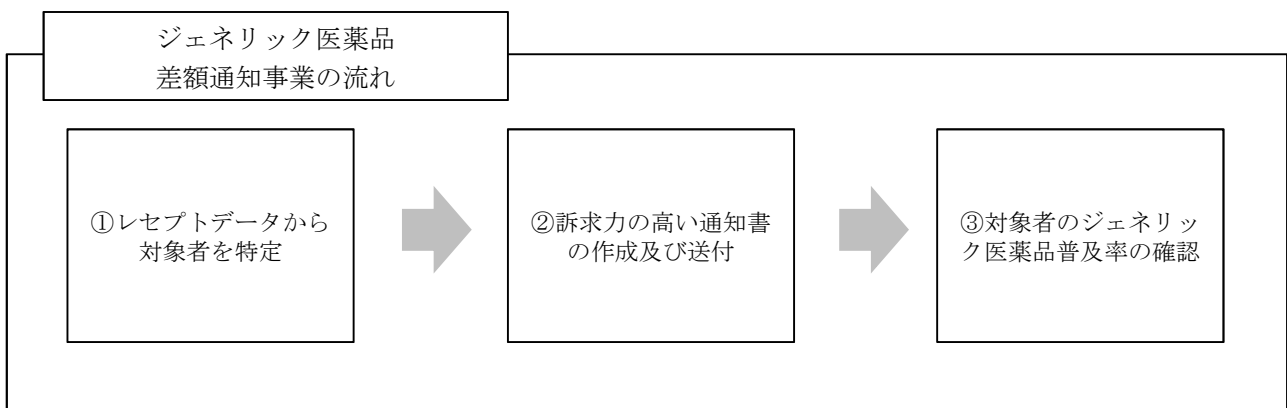 ジェネリック医薬品
差額通知事業の流れ
①レセプトデータから
対象者を特定
②訴求力の高い通知書
の作成及び送付
③対象者のジェネリッ
ク医薬品普及率の確認